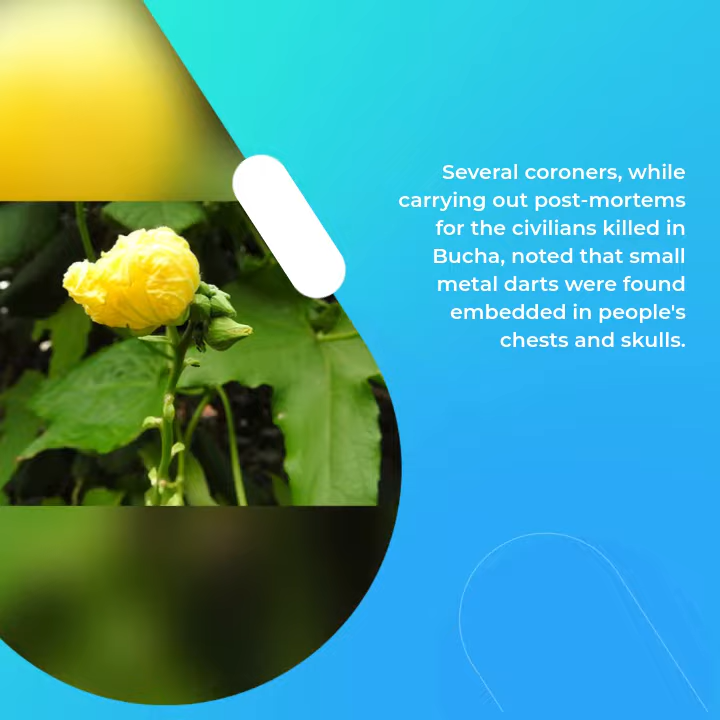 Several coroners, while
carrying out post-mortems
for the civilians killed in
Bucha, noted that small
metal darts were found
embedded in people's
chests and skulls.